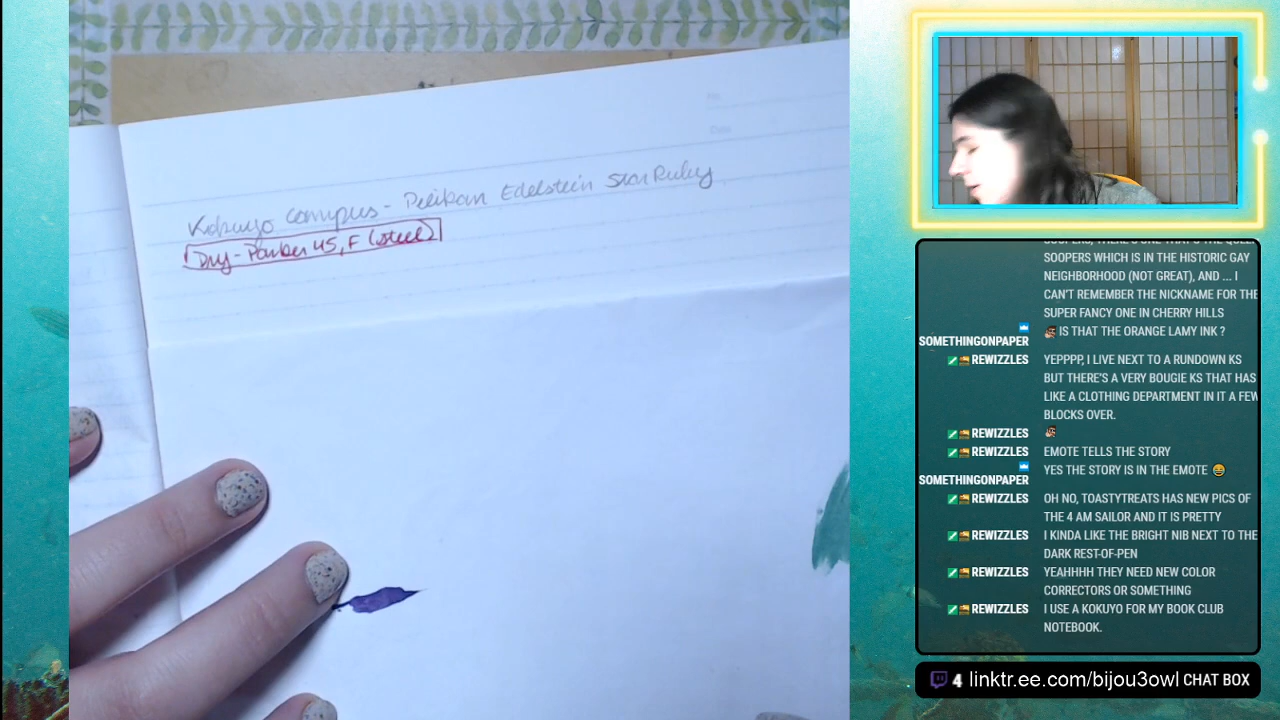 Kokuyo Campus - Pelikan Edelstein Star Ruby
Dry - Parker 45, F (steel)
SOOPERS, THERE'S ONE THAT'S THE QUEE
SOOPERS WHICH IS IN THE HISTORIC GAY
NEIGHBORHOOD (NOT GREAT), AND ... I
CAN'T REMEMBER THE NICKNAME FOR THE
SUPER FANCY ONE IN CHERRY HILLS
SOMETHINGONPAPER IS THAT THE ORANGE LAMY INK ?
REWIZZLES YEPPPP, I LIVE NEXT TO A RUNDOWN KS
BUT THERE'S A VERY BOUGIE KS THAT HAS
LIKE A CLOTHING DEPARTMENT IN IT A FEW
BLOCKS OVER.
REWIZZLES
REWIZZLES EMOTE TELLS THE STORY
SOMETHINGONPAPER YES THE STORY IS IN THE EMOTE 😅
REWIZZLES OH NO, TOASTYTREATS HAS NEW PICS OF
THE 4 AM SAILOR AND IT IS PRETTY
REWIZZLES I KINDA LIKE THE BRIGHT NIB NEXT TO THE
DARK REST-OF-PEN
REWIZZLES YEAHHHH THEY NEED NEW COLOR
CORRECTORS OR SOMETHING
REWIZZLES I USE A KOKUYO FOR MY BOOK CLUB
NOTEBOOK.
4 linktr.ee.com/bijou3owl CHAT BOX